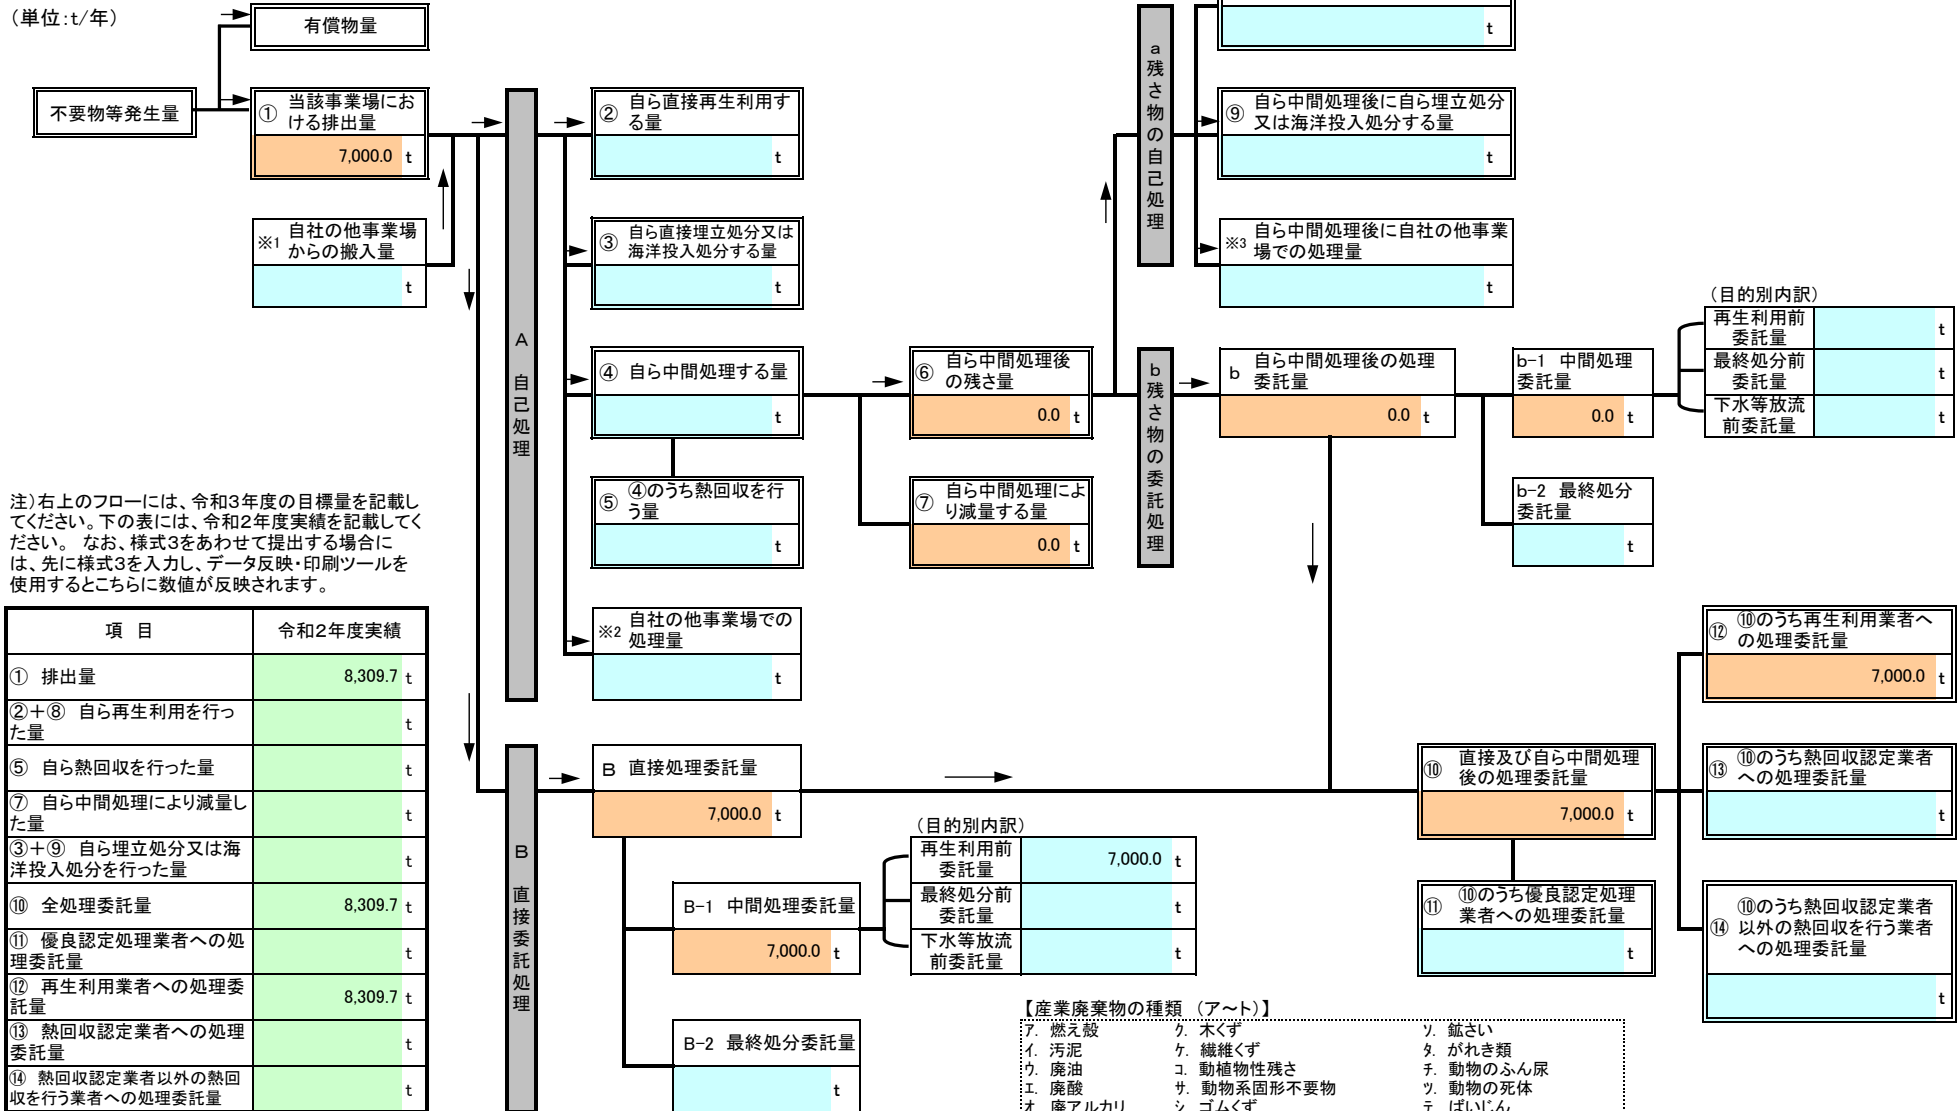 (単位:t/年)
有償物量
不要物等発生量
① 当該事業場にお
ける排出量
7,000.0 t
※1 自社の他事業場
からの搬入量
t
A 自己処理
② 自ら直接再生利用す
る量
t
③ 自ら直接埋立処分又は
海洋投入処分する量
t
④ 自ら中間処理する量
t
⑤ ④のうち熱回収を行
う量
t
※2 自社の他事業場での
処理量
t
⑥ 自ら中間処理後
の残さ量
0.0 t
⑦ 自ら中間処理によ
り減量する量
0.0 t
a 残さ物の自己処理
t
⑨ 自ら中間処理後に自ら埋立処分
又は海洋投入処分する量
t
※3 自ら中間処理後に自社の他事業
場での処理量
t
b 残さ物の委託処理
b 自ら中間処理後の処理
委託量
0.0 t
b-1 中間処理
委託量
0.0 t
(目的別内訳)
再生利用前
委託量 t
最終処分前
委託量 t
下水等放流
前委託量 t
b-2 最終処分
委託量
t
注)右上のフローには、令和3年度の目標量を記載し
てください。下の表には、令和2年度実績を記載してく
ださい。 なお、様式3をあわせて提出する場合に
は、先に様式3を入力し、データ反映・印刷ツールを
使用するとこちらに数値が反映されます。
項 目 令和2年度実績
① 排出量 8,309.7 t
②+⑧ 自ら再生利用を行っ
た量 t
⑤ 自ら熱回収を行った量 t
⑦ 自ら中間処理により減量し
た量 t
③+⑨ 自ら埋立処分又は海
洋投入処分を行った量 t
⑩ 全処理委託量 8,309.7 t
⑪ 優良認定処理業者への処
理委託量 t
⑫ 再生利用業者への処理委
託量 8,309.7 t
⑬ 熱回収認定業者への処理
委託量 t
⑭ 熱回収認定業者以外の熱回
収を行う業者への処理委託量 t
B 直接委託処理
B 直接処理委託量
7,000.0 t
B-1 中間処理委託量
7,000.0 t
(目的別内訳)
再生利用前
委託量 7,000.0 t
最終処分前
委託量 t
下水等放流
前委託量 t
B-2 最終処分委託量
t
⑩ 直接及び自ら中間処理
後の処理委託量
7,000.0 t
⑪ ⑩のうち優良認定処理
業者への処理委託量
t
⑫ ⑩のうち再生利用業者へ
の処理委託量
7,000.0 t
⑬ ⑩のうち熱回収認定業者
への処理委託量
t
⑭ ⑩のうち熱回収認定業者
以外の熱回収を行う業者
への処理委託量
t
【産業廃棄物の種類 (ア~ト)】
ア. 燃え殻 ク. 木くず ソ. 鉱さい
イ. 汚泥 ケ. 繊維くず タ. がれき類
ウ. 廃油 コ. 動植物性残さ チ. 動物のふん尿
エ. 廃酸 サ. 動物系固形不要物 ツ. 動物の死体
オ. 廃アルカリ シ. ゴムくず テ. ばいじん